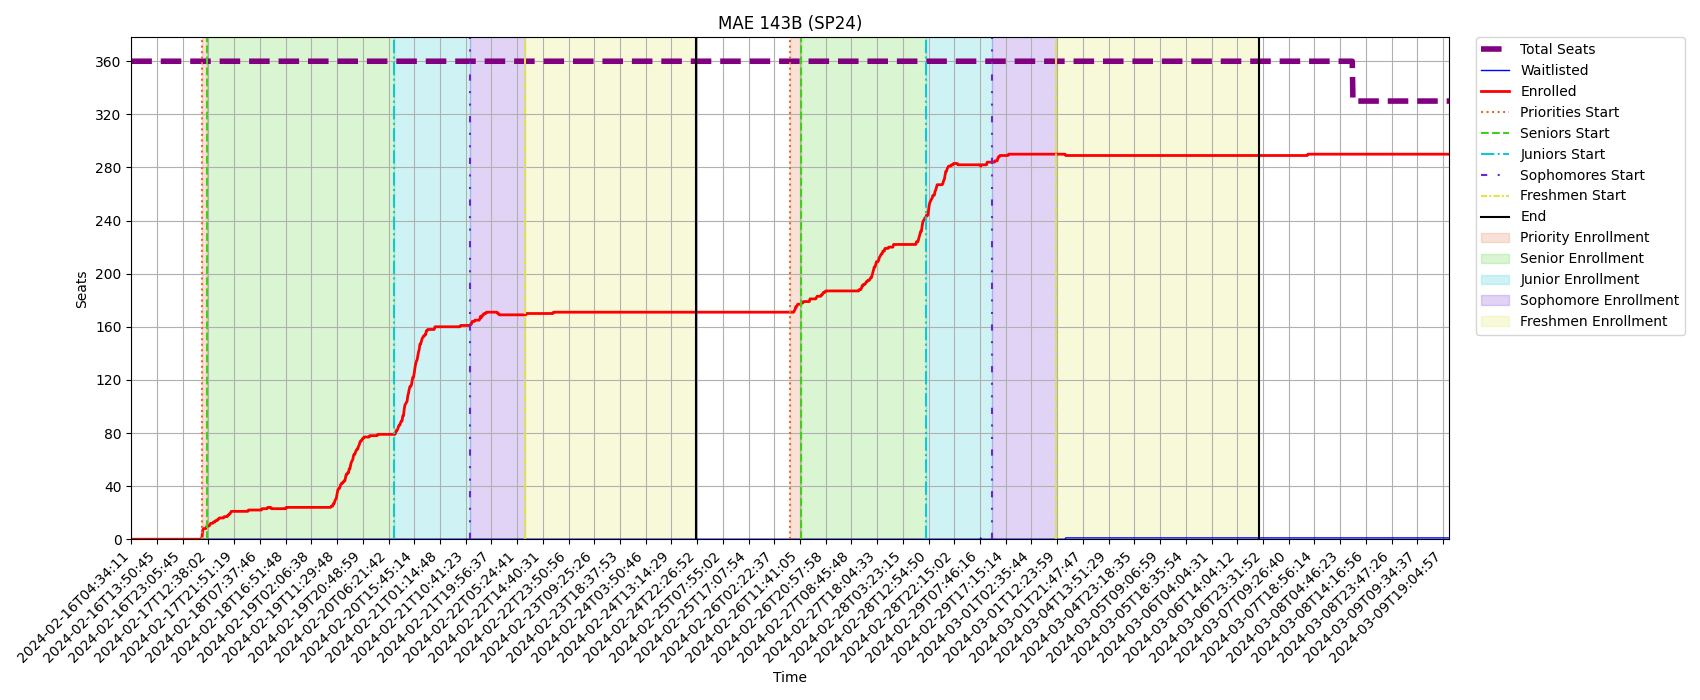 MAE 143B (SP24)
Seats
360
320
280
240
200
160
120
80
40
0
2024-02-16T04:34:11
2024-02-16T13:50:45
2024-02-16T23:05:45
2024-02-17T12:38:02
2024-02-17T21:51:19
2024-02-18T07:37:46
2024-02-18T16:51:48
2024-02-19T02:06:38
2024-02-19T11:29:48
2024-02-19T20:48:59
2024-02-20T06:21:42
2024-02-20T15:45:14
2024-02-21T01:14:48
2024-02-21T10:41:23
2024-02-21T19:56:37
2024-02-22T05:24:41
2024-02-22T14:40:31
2024-02-22T23:50:56
2024-02-23T09:25:26
2024-02-23T18:37:53
2024-02-24T03:50:46
2024-02-24T13:14:29
2024-02-24T22:26:52
2024-02-25T07:55:02
2024-02-25T17:07:54
2024-02-26T02:22:37
2024-02-26T11:41:05
2024-02-26T20:57:58
2024-02-27T08:45:48
2024-02-27T18:04:33
2024-02-28T03:23:15
2024-02-28T12:54:50
2024-02-28T22:15:02
2024-02-29T07:46:16
2024-02-29T17:15:14
2024-03-01T02:35:44
2024-03-01T12:23:59
2024-03-01T21:47:47
2024-03-04T13:51:29
2024-03-04T23:18:35
2024-03-05T09:06:59
2024-03-05T18:35:54
2024-03-06T04:04:31
2024-03-06T14:04:12
2024-03-06T23:31:52
2024-03-07T09:26:40
2024-03-07T18:56:14
2024-03-08T04:46:23
2024-03-08T14:16:56
2024-03-08T23:47:26
2024-03-09T09:34:37
2024-03-09T19:04:57
Time
Total Seats
Waitlisted
Enrolled
Priorities Start
Seniors Start
Juniors Start
Sophomores Start
Freshmen Start
End
Priority Enrollment
Senior Enrollment
Junior Enrollment
Sophomore Enrollment
Freshmen Enrollment